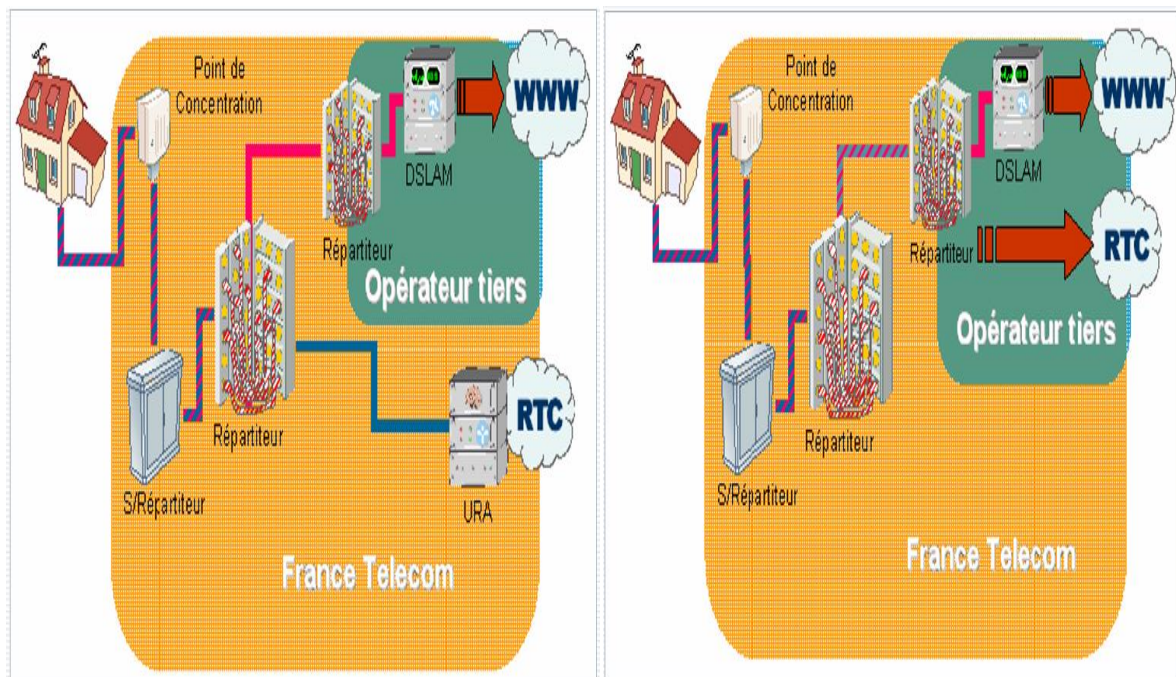 Point de
Concentration
WWW
DSLAM
Répartiteur
Opérateur tiers
RTC
Répartiteur
S/Répartiteur
URA
France Telecom
Point de
Concentration
WWW
DSLAM
Répartiteur
RTC
Opérateur tiers
Répartiteur
S/Répartiteur
France Telecom